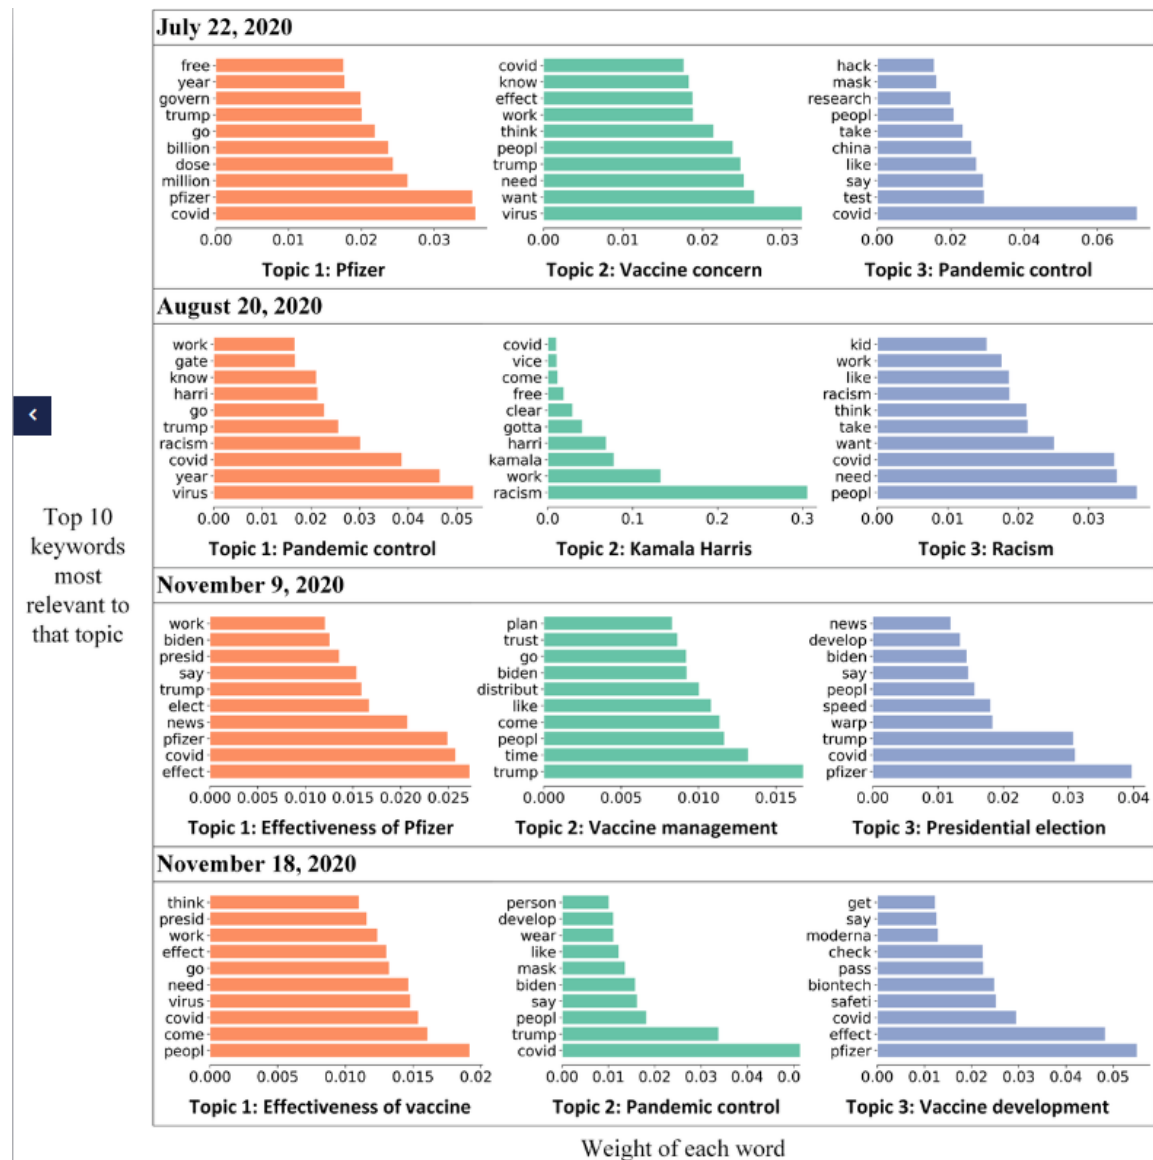 July 22, 2020
free
year
govern
trump
go
billion
dose
million
pfizer
covid
0.00 0.01 0.02 0.03
Topic 1: Pfizer
covid
know
effect
work
think
peopl
trump
need
want
virus
0.00 0.01 0.02 0.03
Topic 2: Vaccine concern
hack
mask
research
peopl
take
china
like
say
test
covid
0.00 0.02 0.04 0.06
Topic 3: Pandemic control
August 20, 2020
work
gate
know
harri
go
trump
racism
covid
year
virus
0.00 0.01 0.02 0.03 0.04 0.05
Topic 1: Pandemic control
covid
vice
come
free
clear
gotta
harri
kamala
work
racism
0.0 0.1 0.2 0.3
Topic 2: Kamala Harris
kid
work
like
racism
think
take
want
covid
need
peopl
0.00 0.01 0.02 0.03
Topic 3: Racism
Top 10
keywords
most
relevant to
that topic
November 9, 2020
work
biden
presid
say
trump
elect
news
pfizer
covid
effect
0.000 0.005 0.010 0.015 0.020 0.025
Topic 1: Effectiveness of Pfizer
plan
trust
go
biden
distribut
like
come
peopl
time
trump
0.000 0.005 0.010 0.015
Topic 2: Vaccine management
news
develop
biden
say
peopl
speed
warp
trump
covid
pfizer
0.00 0.01 0.02 0.03 0.04
Topic 3: Presidential election
November 18, 2020
think
presid
work
effect
go
need
virus
covid
come
peopl
0.000 0.005 0.010 0.015 0.02
Topic 1: Effectiveness of vaccine
person
develop
wear
like
mask
biden
say
peopl
trump
covid
0.00 0.01 0.02 0.03 0.04 0.0
Topic 2: Pandemic control
get
say
moderna
check
pass
biontech
safeti
covid
effect
pfizer
0.00 0.01 0.02 0.03 0.04 0.05
Topic 3: Vaccine development
Weight of each word